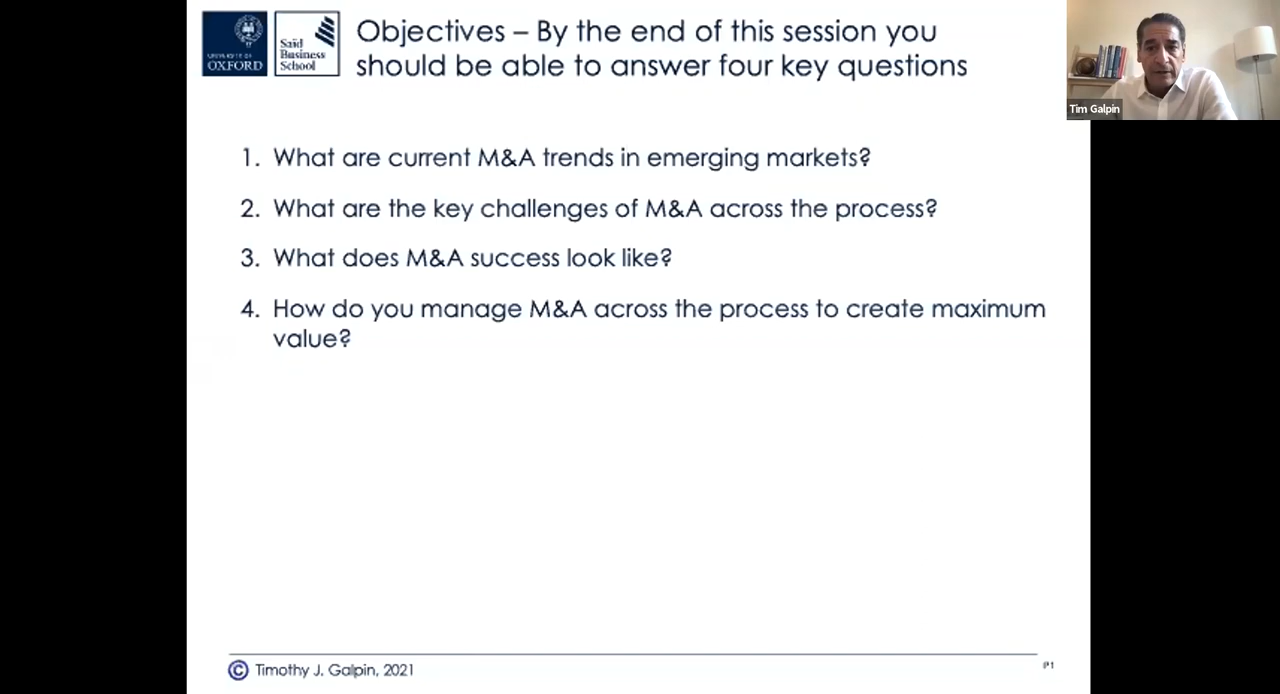 UNIVERSITY OF
OXFORD
Saïd
Business
School
Objectives – By the end of this session you
should be able to answer four key questions
Tim Galpin
1. What are current M&A trends in emerging markets?
2. What are the key challenges of M&A across the process?
3. What does M&A success look like?
4. How do you manage M&A across the process to create maximum
value?
© Timothy J. Galpin, 2021
P1